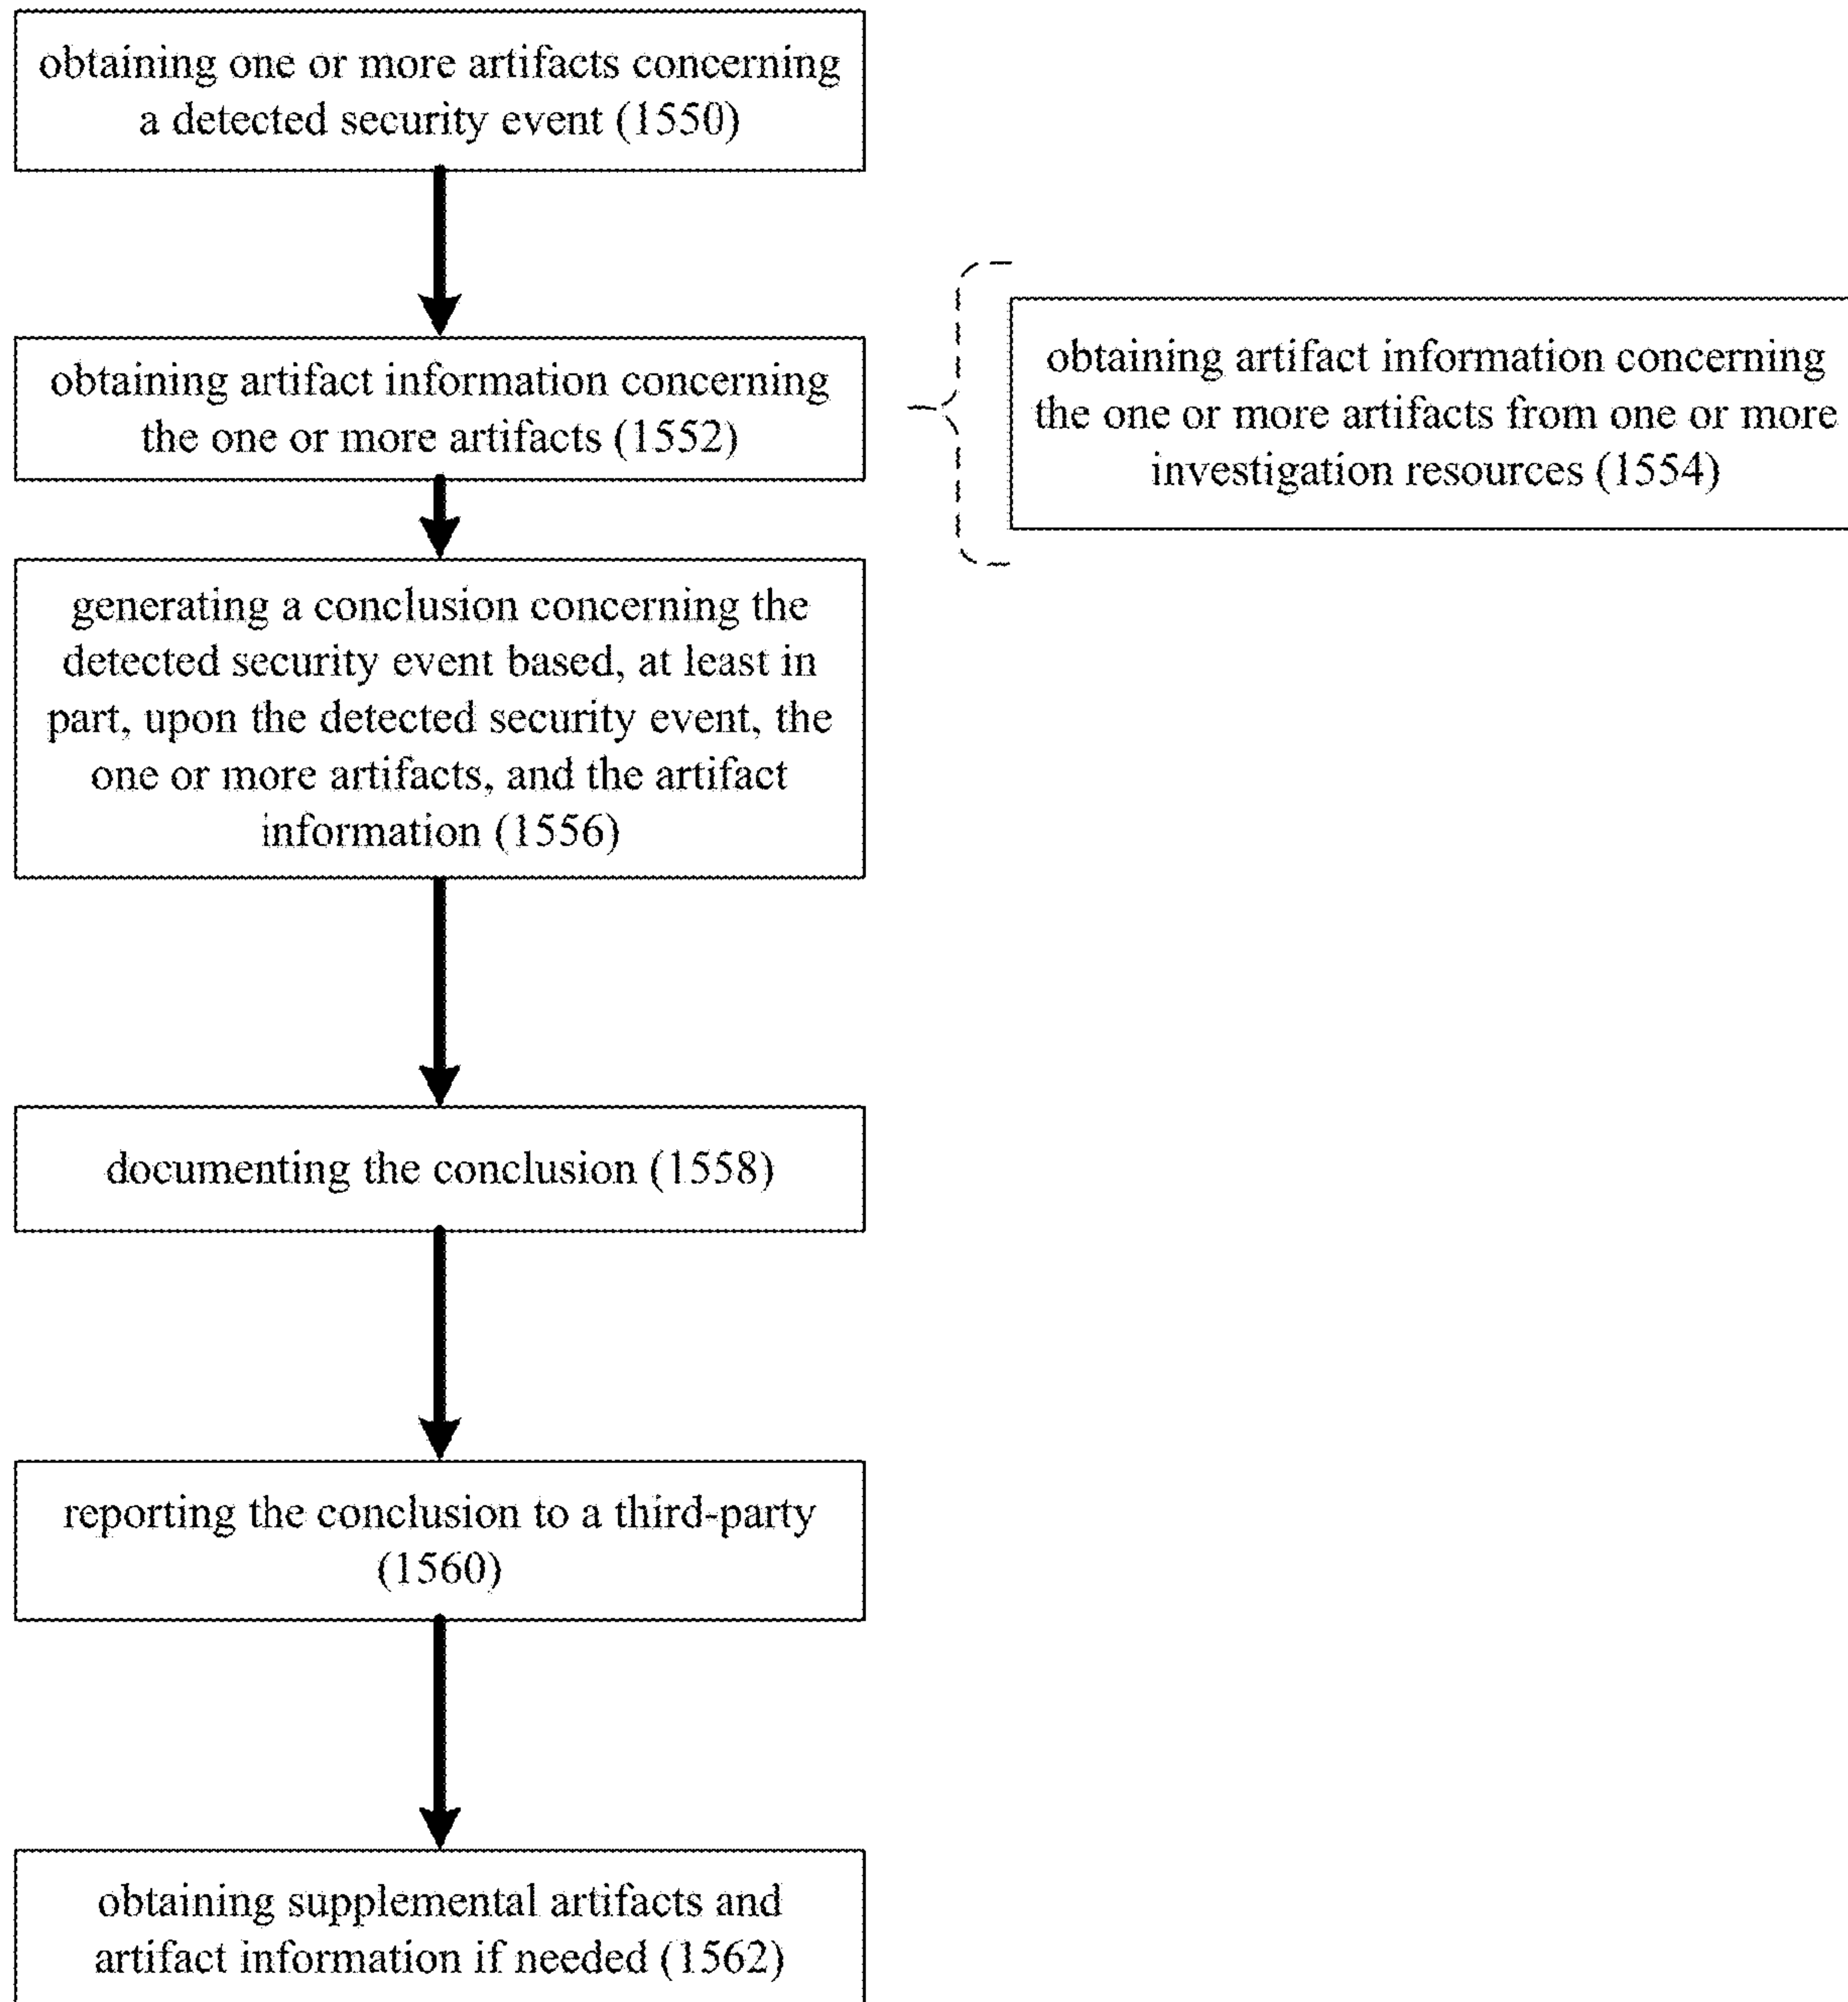 obtaining one or more artifacts concerning
a detected security event (1550)
obtaining artifact information concerning
the one or more artifacts (1552)
obtaining artifact information concerning
the one or more artifacts from one or more
investigation resources (1554)
generating a conclusion concerning the
detected security event based, at least in
part, upon the detected security event, the
one or more artifacts, and the artifact
information (1556)
documenting the conclusion (1558)
reporting the conclusion to a third-party
(1560)
obtaining supplemental artifacts and
artifact information if needed (1562)